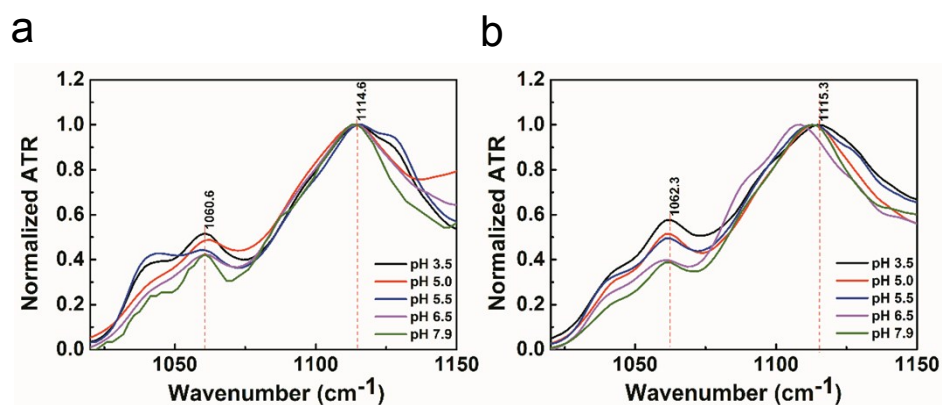 a
b
Normalized ATR
1.2
1.0
0.8
0.6
0.4
0.2
0.0
1060.6
1114.6
pH 3.5
pH 5.0
pH 5.5
pH 6.5
pH 7.9
1050
1100
1150
Wavenumber (cm-1)
Normalized ATR
1.2
1.0
0.8
0.6
0.4
0.2
0.0
1062.3
1115.3
pH 3.5
pH 5.0
pH 5.5
pH 6.5
pH 7.9
1050
1100
1150
Wavenumber (cm-1)